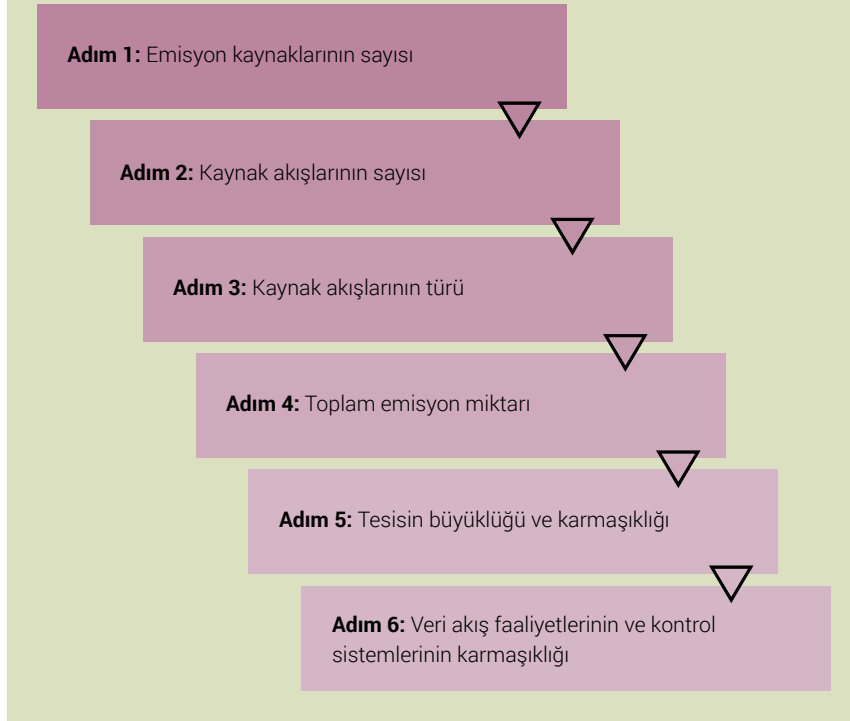 Adım 1: Emisyon kaynaklarının sayısı
Adım 2: Kaynak akışlarının sayısı
Adım 3: Kaynak akışlarının türü
Adım 4: Toplam emisyon miktarı
Adım 5: Tesisin büyüklüğü ve karmaşıklığı
Adım 6: Veri akış faaliyetlerinin ve kontrol
sistemlerinin karmaşıklığı